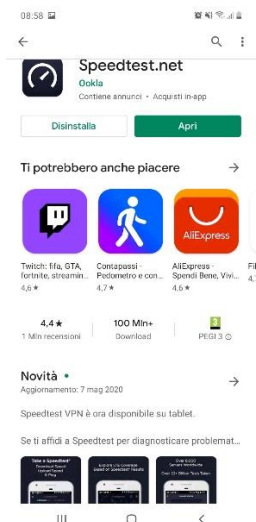 08:58
Speedtest.net
Ookla
Contiene annunci • Acquisti in-app
Disinstalla
Apri
Ti potrebbero anche piacere
Twitch: fifa, GTA, fortnite, streamin...
4,6 ★
Contapassi - Pedometro e con...
4,7 ★
AliExpress
AliExpress - Spendi Bene, Vivi...
4,6 ★
4,4 ★
1 Mln recensioni
100 Mln+
Download
3
PEGI 3
Novità •
Aggiornamento: 7 mag 2020
Speedtest VPN è ora disponibile su tablet.
Se ti affidi a Speedtest per diagnosticare problemat...
Take a Speedtest®